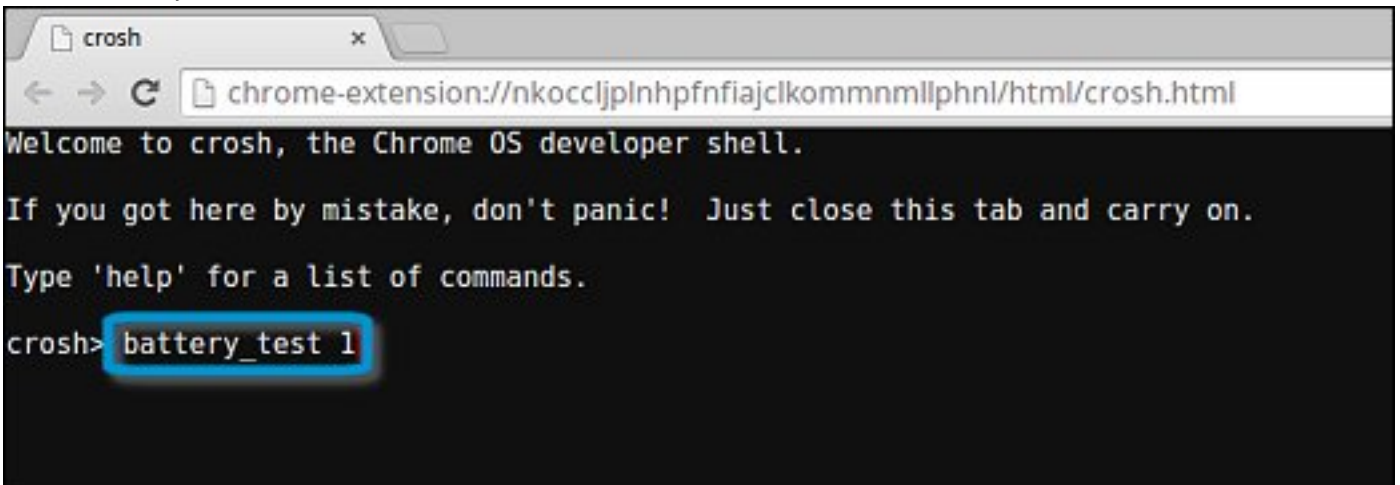 crosh
chrome-extension://nkoccljplnhpfnfiajclkommnmllphnl/html/crosh.html
Welcome to crosh, the Chrome OS developer shell.
If you got here by mistake, don't panic!  Just close this tab and carry on.
Type 'help' for a list of commands.
crosh> battery_test 1